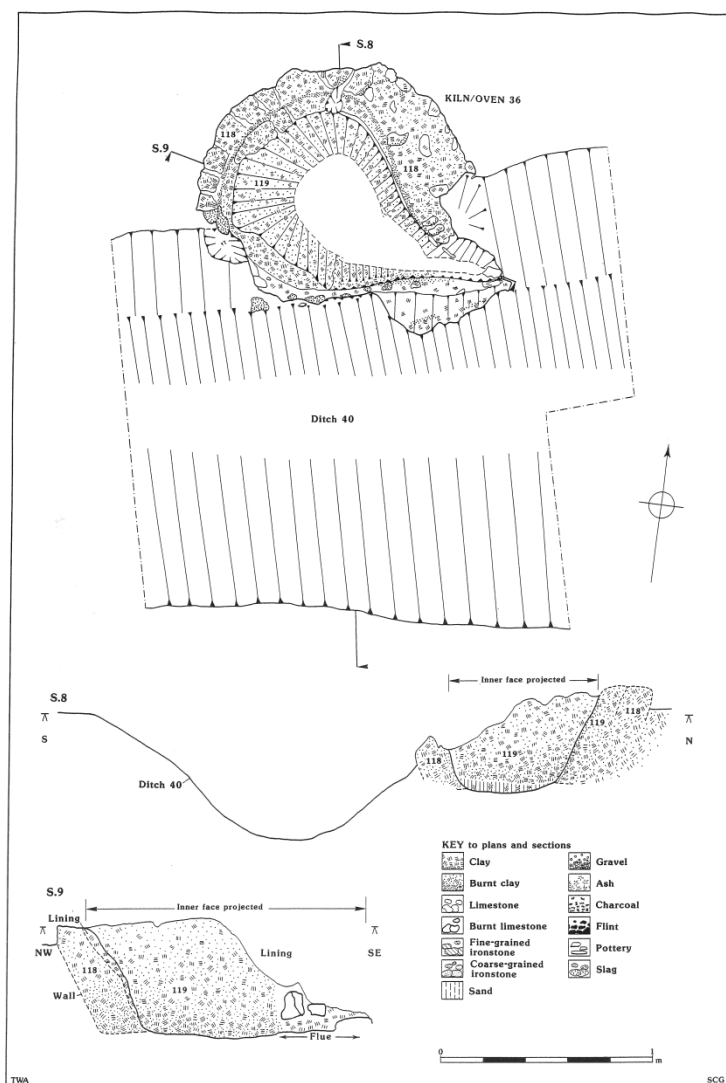 S.8
KILN/OVEN 36
118
S.9
118
119
Ditch 40
Inner face projected
S.8
118
119
S
118
119
N
Ditch 40
KEY to plans and sections
Clay
Gravel
Burnt clay
Ash
Limestone
Charcoal
Burnt limestone
Flint
Fine-grained
ironstone
Pottery
Coarse-grained
ironstone
Slag
Sand
S.9
Inner face projected
Lining
NW
Lining
SE
118
119
Wall
Flue
0
1
m
TWA
SCG